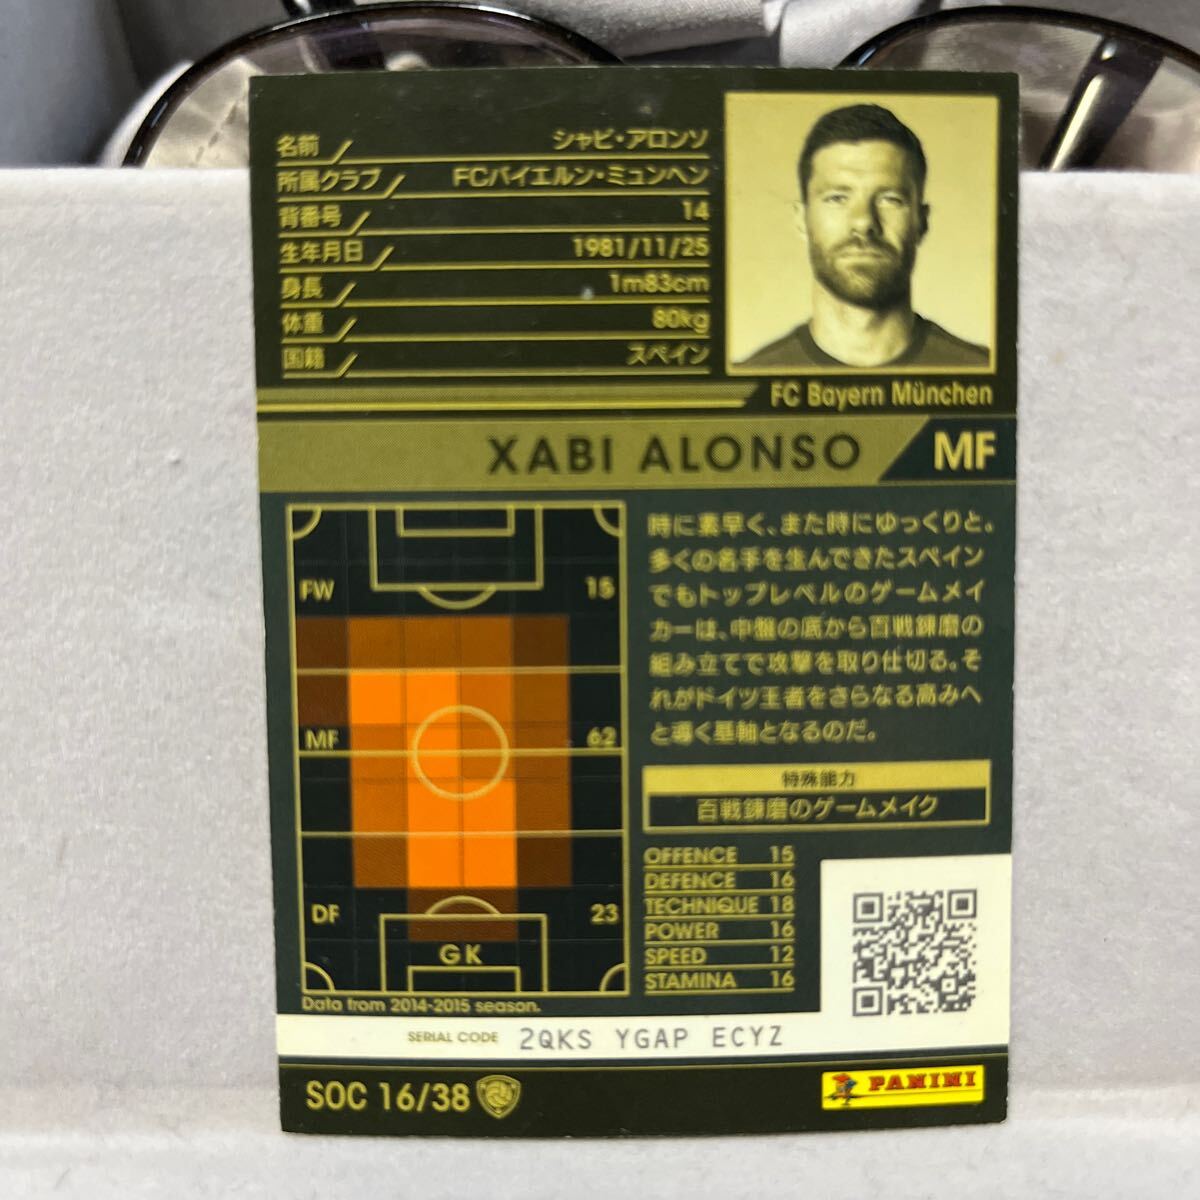 名前 シャビ・アロンソ
所属クラブ FCバイエルン・ミュンヘン
背番号 14
生年月日 1981/11/25
身長 1m83cm
体重 80kg
国籍 スペイン
FC Bayern München
XABI ALONSO MF
FW 15
MF 62
DF 23
GK
Data from 2014-2015 season.
時に素早く、また時にゆっくりと。
多くの名手を生んできたスペイン
でもトップレベルのゲームメイ
カーは、中盤の底から百戦錬磨の
組み立てで攻撃を取り仕切る。そ
れがドイツ王者をさらなる高みへ
と導く基軸となるのだ。
特殊能力
百戦錬磨のゲームメイク
OFFENCE 15
DEFENCE 16
TECHNIQUE 18
POWER 16
SPEED 12
STAMINA 16
SERIAL CODE 2QKS YGAP ECYZ
SOC 16/38
PANINI